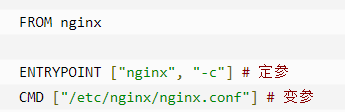 FROM nginx
ENTRYPOINT ["nginx", "-c"] # 定参
CMD ["/etc/nginx/nginx.conf"] # 变参